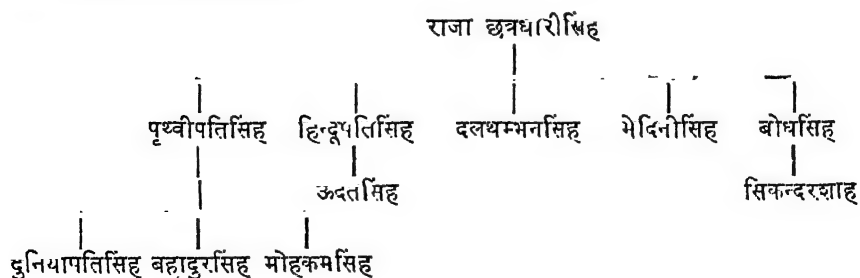 राजा छत्रधारीसिंह
पृथ्वीपतिसिंह हिन्दूपतिसिंह दलथम्भनसिंह मेदिनीसिंह बोधसिंह
ऊदतसिंह सिकन्दरशाह
दुनियापतिसिंह बहादुरसिंह मोहकमसिंह